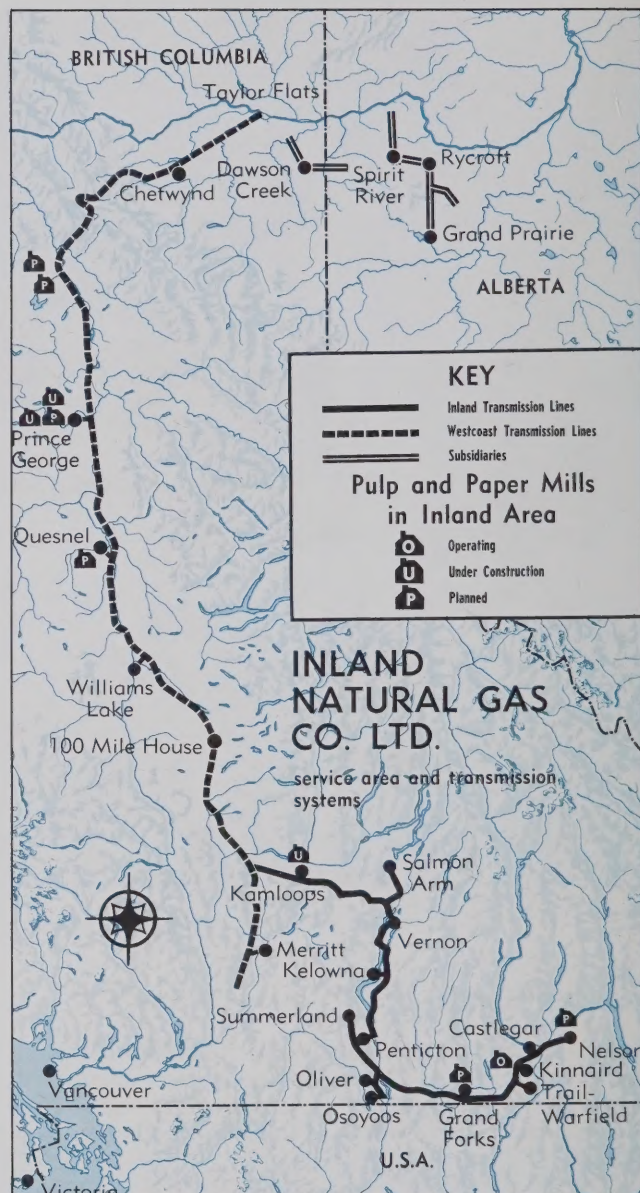 BRITISH COLUMBIA
Taylor Flats
Chetwynd
Dawson
Creek
Spirit
River
Rycroft
Grand Prairie
ALBERTA
P
P
KEY
Inland Transmission Lines
Westcoast Transmission Lines
Subsidiaries
Pulp and Paper Mills
in Inland Area
O Operating
U Under Construction
P Planned
U
U P
Prince
George
Quesnel
P
Williams
Lake
100 Mile House
INLAND
NATURAL GAS
CO. LTD.
service area and transmission
systems
U
Kamloops
Salmon
Arm
Vernon
Merritt
Kelowna
Summerland
Penticton
Castlegar
P
Nelson
O
Kinnaird
Trail-
Warfield
Oliver
Osoyoos
P
Grand
Forks
Vancouver
U.S.A.
Victoria